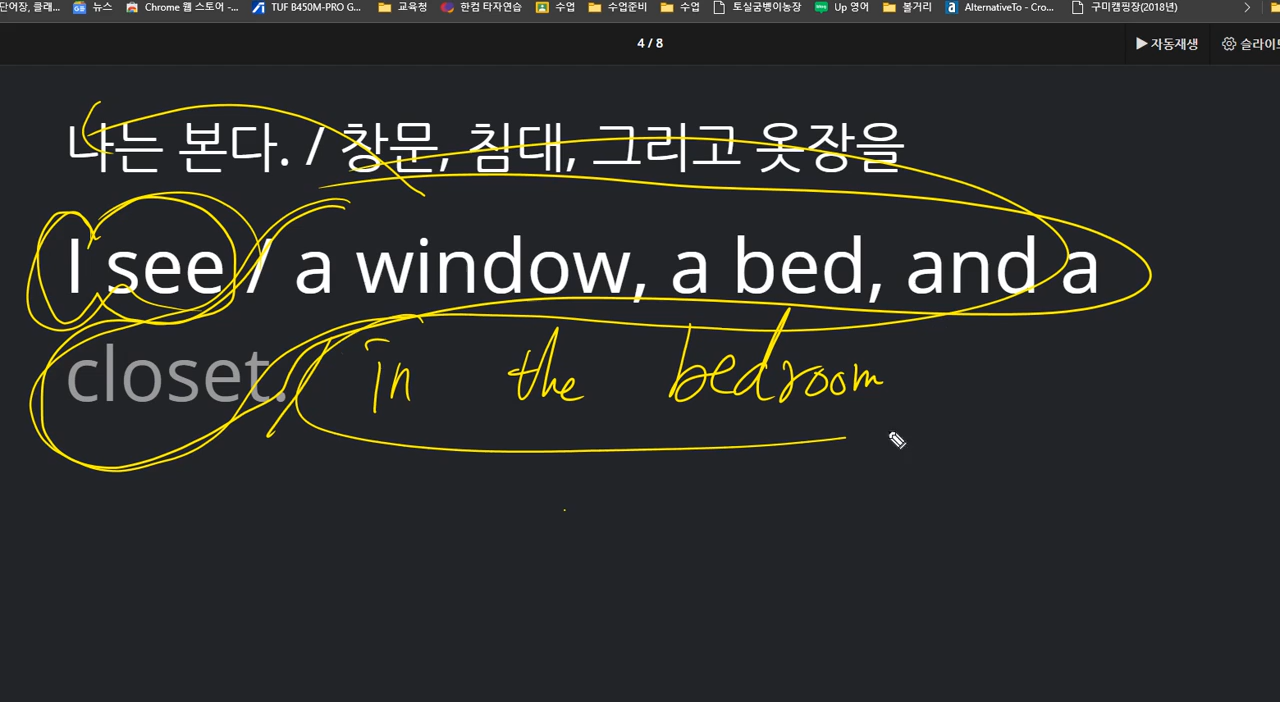 단어장, 클래... 뉴스 Chrome 웹 스토어 -... TUF B450M-PRO G... 교육청 한컴 타자연습 수업 수업준비 수업 토실궁벵이농장 Up 영어 볼거리 AlternativeTo - Cro... 구미캠핑장(2018년)
4 / 8 자동재생 슬라이드
나는 본다. / 창문, 침대, 그리고 옷장을
I see / a window, a bed, and a
closet. in the bedroom